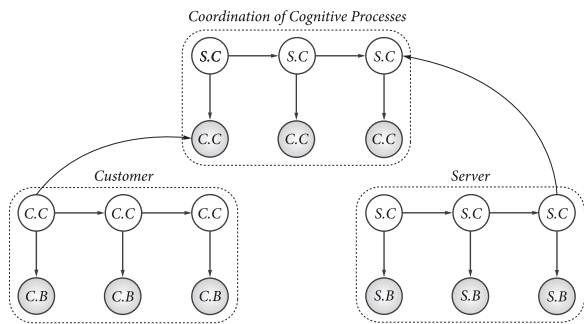 Coordination of Cognitive Processes
S.C S.C S.C
C.C C.C C.C
Customer Server
C.C C.C C.C S.C S.C S.C
C.B C.B C.B S.B S.B S.B